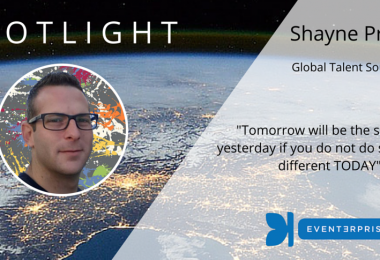 OTLIGHT
Shayne Pr
Global Talent So
"Tomorrow will be the s
yesterday if you do not do s
different TODAY"
EVENTERPRIS